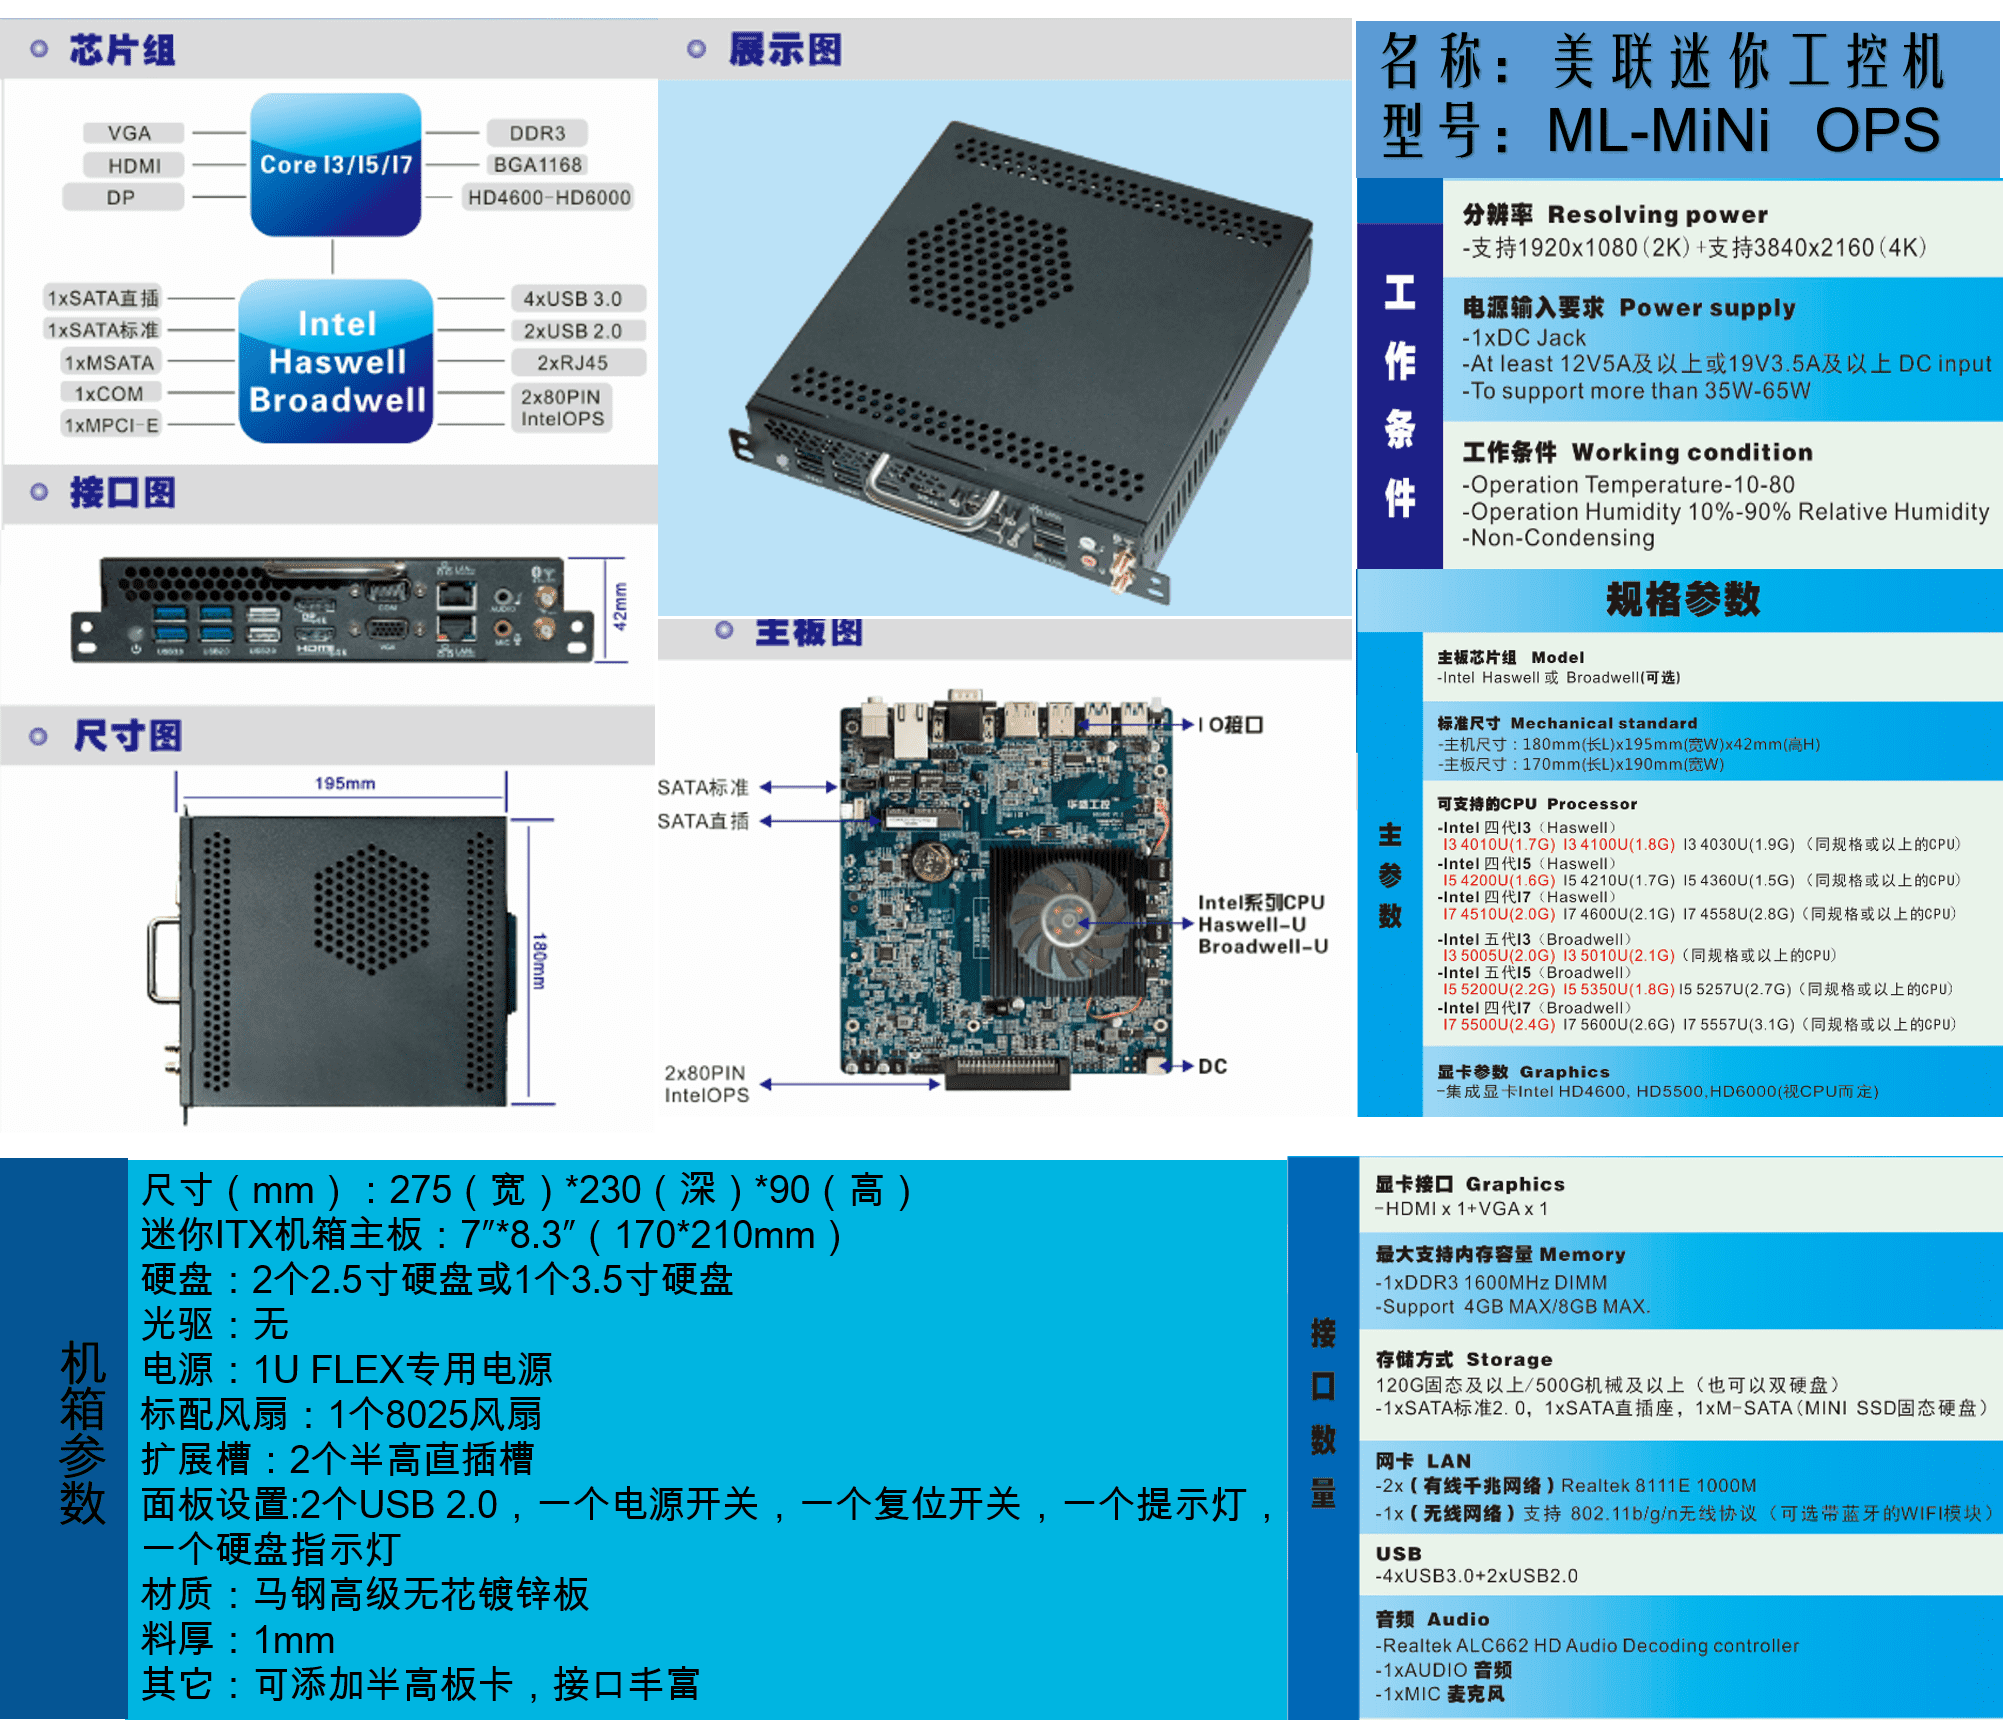 芯片组
VGA
HDMI
DP
Core I3/I5/I7
DDR3
BGA1168
HD4600-HD6000
1xSATA直插
1xSATA标准
1xMSATA
1xCOM
1xMPCI-E
Intel
Haswell
Broadwell
4xUSB 3.0
2xUSB 2.0
2xRJ45
2x80PIN
IntelOPS
接口图
COM
LAN
AUDIO
USB3.0
USB2.0
USB2.0
HDMI
VGA
LAN
MIC
42mm
尺寸图
195mm
180mm
展示图
主板图
IO接口
SATA标准
SATA直插
华盛工控
Intel系列CPU
Haswell-U
Broadwell-U
2x80PIN
IntelOPS
DC
名称：美联迷你工控机
型号：ML-MiNi OPS
工作条件
分辨率 Resolving power
-支持1920x1080(2K)+支持3840x2160(4K)
电源输入要求 Power supply
-1xDC Jack
-At least 12V5A及以上或19V3.5A及以上 DC input
-To support more than 35W-65W
工作条件 Working condition
-Operation Temperature-10-80
-Operation Humidity 10%-90% Relative Humidity
-Non-Condensing
规格参数
主参数
主板芯片组 Model
-Intel Haswell 或 Broadwell(可选)
标准尺寸 Mechanical standard
-主机尺寸：180mm(长L)x195mm(宽W)x42mm(高H)
-主板尺寸：170mm(长L)x190mm(宽W)
可支持的CPU Processor
-Intel 四代I3（Haswell）
I3 4010U(1.7G) I3 4100U(1.8G) I3 4030U(1.9G)（同规格或以上的CPU）
-Intel 四代I5（Haswell）
I5 4200U(1.6G) I5 4210U(1.7G) I5 4360U(1.5G)（同规格或以上的CPU）
-Intel 四代I7（Haswell）
I7 4510U(2.0G) I7 4600U(2.1G) I7 4558U(2.8G)（同规格或以上的CPU）
-Intel 五代I3（Broadwell）
I3 5005U(2.0G) I3 5010U(2.1G)（同规格或以上的CPU）
-Intel 五代I5（Broadwell）
I5 5200U(2.2G) I5 5350U(1.8G) I5 5257U(2.7G)（同规格或以上的CPU）
-Intel 四代I7（Broadwell）
I7 5500U(2.4G) I7 5600U(2.6G) I7 5557U(3.1G)（同规格或以上的CPU）
显卡参数 Graphics
-集成显卡Intel HD4600, HD5500,HD6000(视CPU而定)
机箱参数
尺寸（mm）：275（宽）*230（深）*90（高）
迷你ITX机箱主板：7″*8.3″（170*210mm）
硬盘：2个2.5寸硬盘或1个3.5寸硬盘
光驱：无
电源：1U FLEX专用电源
标配风扇：1个8025风扇
扩展槽：2个半高直插槽
面板设置:2个USB 2.0，一个电源开关， 一个复位开关，一个提示灯，
一个硬盘指示灯
材质：马钢高级无花镀锌板
料厚：1mm
其它：可添加半高板卡，接口丰富
接口数量
显卡接口 Graphics
-HDMI x 1+VGA x 1
最大支持内存容量 Memory
-1xDDR3 1600MHz DIMM
-Support 4GB MAX/8GB MAX.
存储方式 Storage
120G固态及以上/500G机械及以上（也可以双硬盘）
-1xSATA标准2.0，1xSATA直插座，1xM-SATA(MINI SSD固态硬盘)
网卡 LAN
-2x（有线千兆网络）Realtek 8111E 1000M
-1x（无线网络）支持 802.11b/g/n无线协议（可选带蓝牙的WIFI模块）
USB
-4xUSB3.0+2xUSB2.0
音频 Audio
-Realtek ALC662 HD Audio Decoding controller
-1xAUDIO 音频
-1xMIC 麦克风